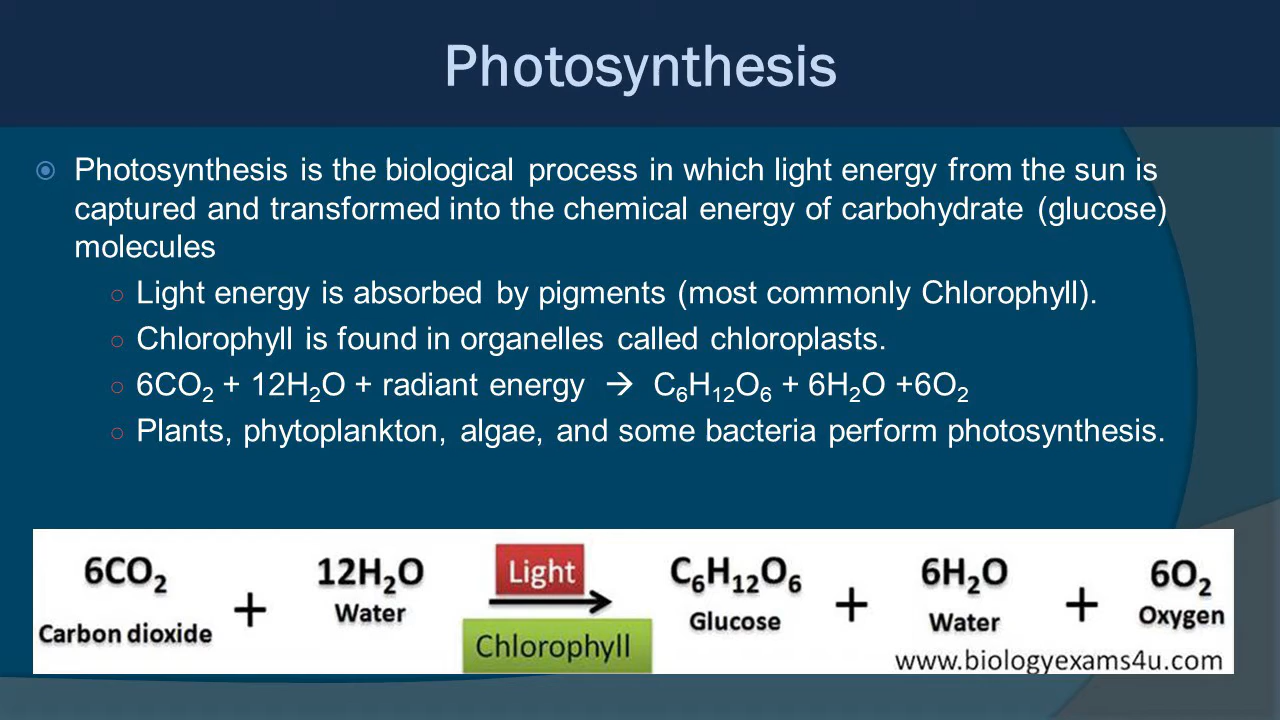 Photosynthesis
Photosynthesis is the biological process in which light energy from the sun is
captured and transformed into the chemical energy of carbohydrate (glucose)
molecules
Light energy is absorbed by pigments (most commonly Chlorophyll).
Chlorophyll is found in organelles called chloroplasts.
6CO₂ + 12H₂O + radiant energy → C₆H₁₂O₆ + 6H₂O +6O₂
Plants, phytoplankton, algae, and some bacteria perform photosynthesis.
6CO₂ + 12H₂O Light C₆H₁₂O₆ + 6H₂O + 6O₂
Carbon dioxide Water Chlorophyll Glucose Water Oxygen
www.biologyexams4u.com